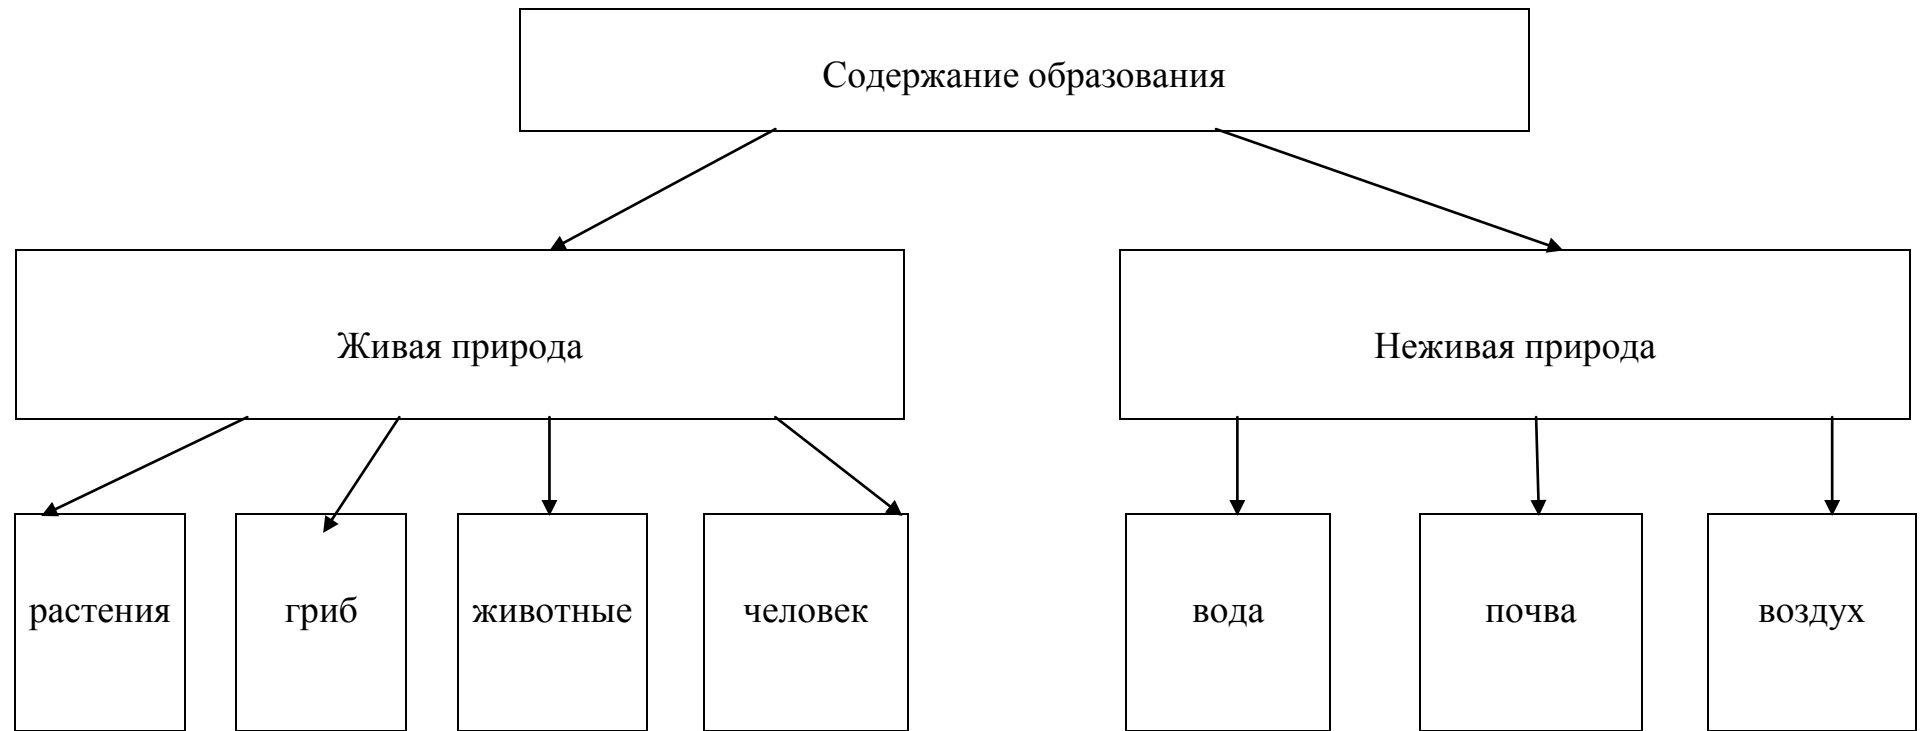 Содержание образования
Живая природа
Неживая природа
растения
гриб
животные
человек
вода
почва
воздух